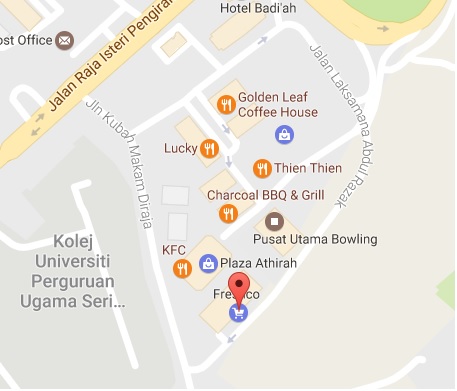 Hotel Badi'ah
ost Office
Jalan Raja Isteri Pengiran
Jalan Laksamana Abdul Razak
Golden Leaf
Coffee House
Jln Kubah Makam Diraja
Lucky
Thien Thien
Charcoal BBQ & Grill
Pusat Utama Bowling
Kolej
Universiti
Perguruan
Ugama Seri...
KFC
Plaza Athirah
Fre
co